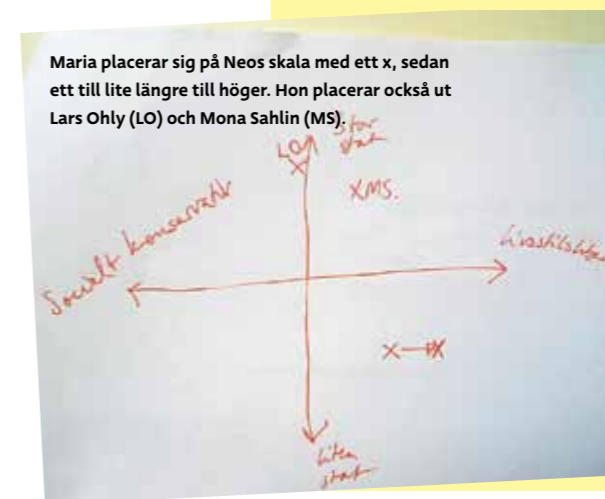 Maria placerar sig på Neos skala med ett x, sedan
ett till lite längre till höger. Hon placerar också ut
Lars Ohly (LO) och Mona Sahlin (MS).
Stor
stat
LO
X
XMS.
Socialt konservativ
X→X
Liten
stat